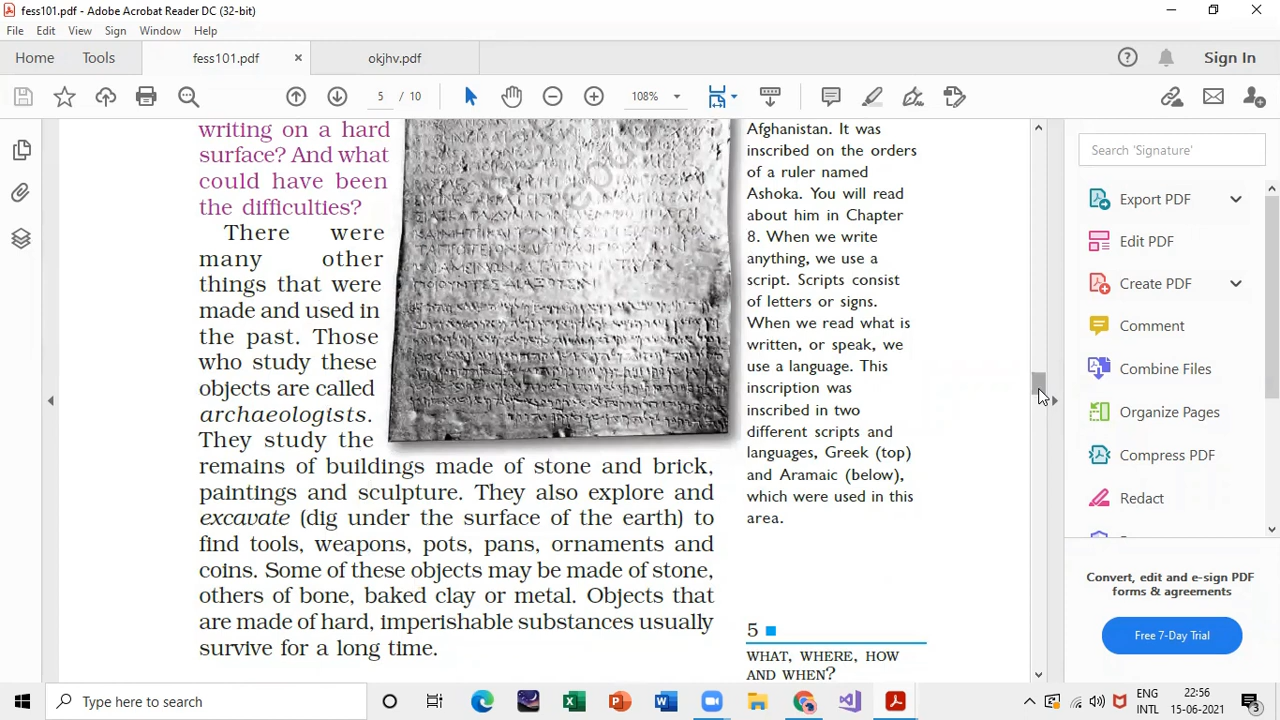 fess101.pdf - Adobe Acrobat Reader DC (32-bit)
File Edit View Sign Window Help
Home Tools fess101.pdf × okjhv.pdf Sign In
5 / 10 108%
writing on a hard
surface? And what
could have been
the difficulties?
There were
many other
things that were
made and used in
the past. Those
who study these
objects are called
archaeologists.
They study the
remains of buildings made of stone and brick,
paintings and sculpture. They also explore and
excavate (dig under the surface of the earth) to
find tools, weapons, pots, pans, ornaments and
coins. Some of these objects may be made of stone,
others of bone, baked clay or metal. Objects that
are made of hard, imperishable substances usually
survive for a long time.
Afghanistan. It was
inscribed on the orders
of a ruler named
Ashoka. You will read
about him in Chapter
8. When we write
anything, we use a
script. Scripts consist
of letters or signs.
When we read what is
written, or speak, we
use a language. This
inscription was
inscribed in two
different scripts and
languages, Greek (top)
and Aramaic (below),
which were used in this
area.
5
WHAT, WHERE, HOW
AND WHEN?
Search 'Signature'
Export PDF
Edit PDF
Create PDF
Comment
Combine Files
Organize Pages
Compress PDF
Redact
Convert, edit and e-sign PDF
forms & agreements
Free 7-Day Trial
Type here to search
ENG
INTL
22:56
15-06-2021
3